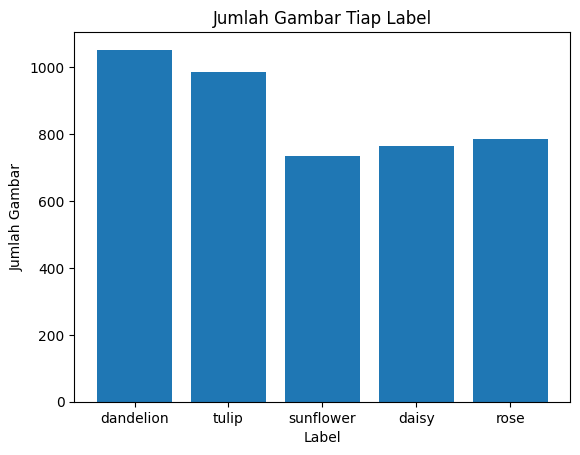 Jumlah Gambar Tiap Label
Jumlah Gambar
1000
800
600
400
200
0
dandelion tulip sunflower daisy rose
Label